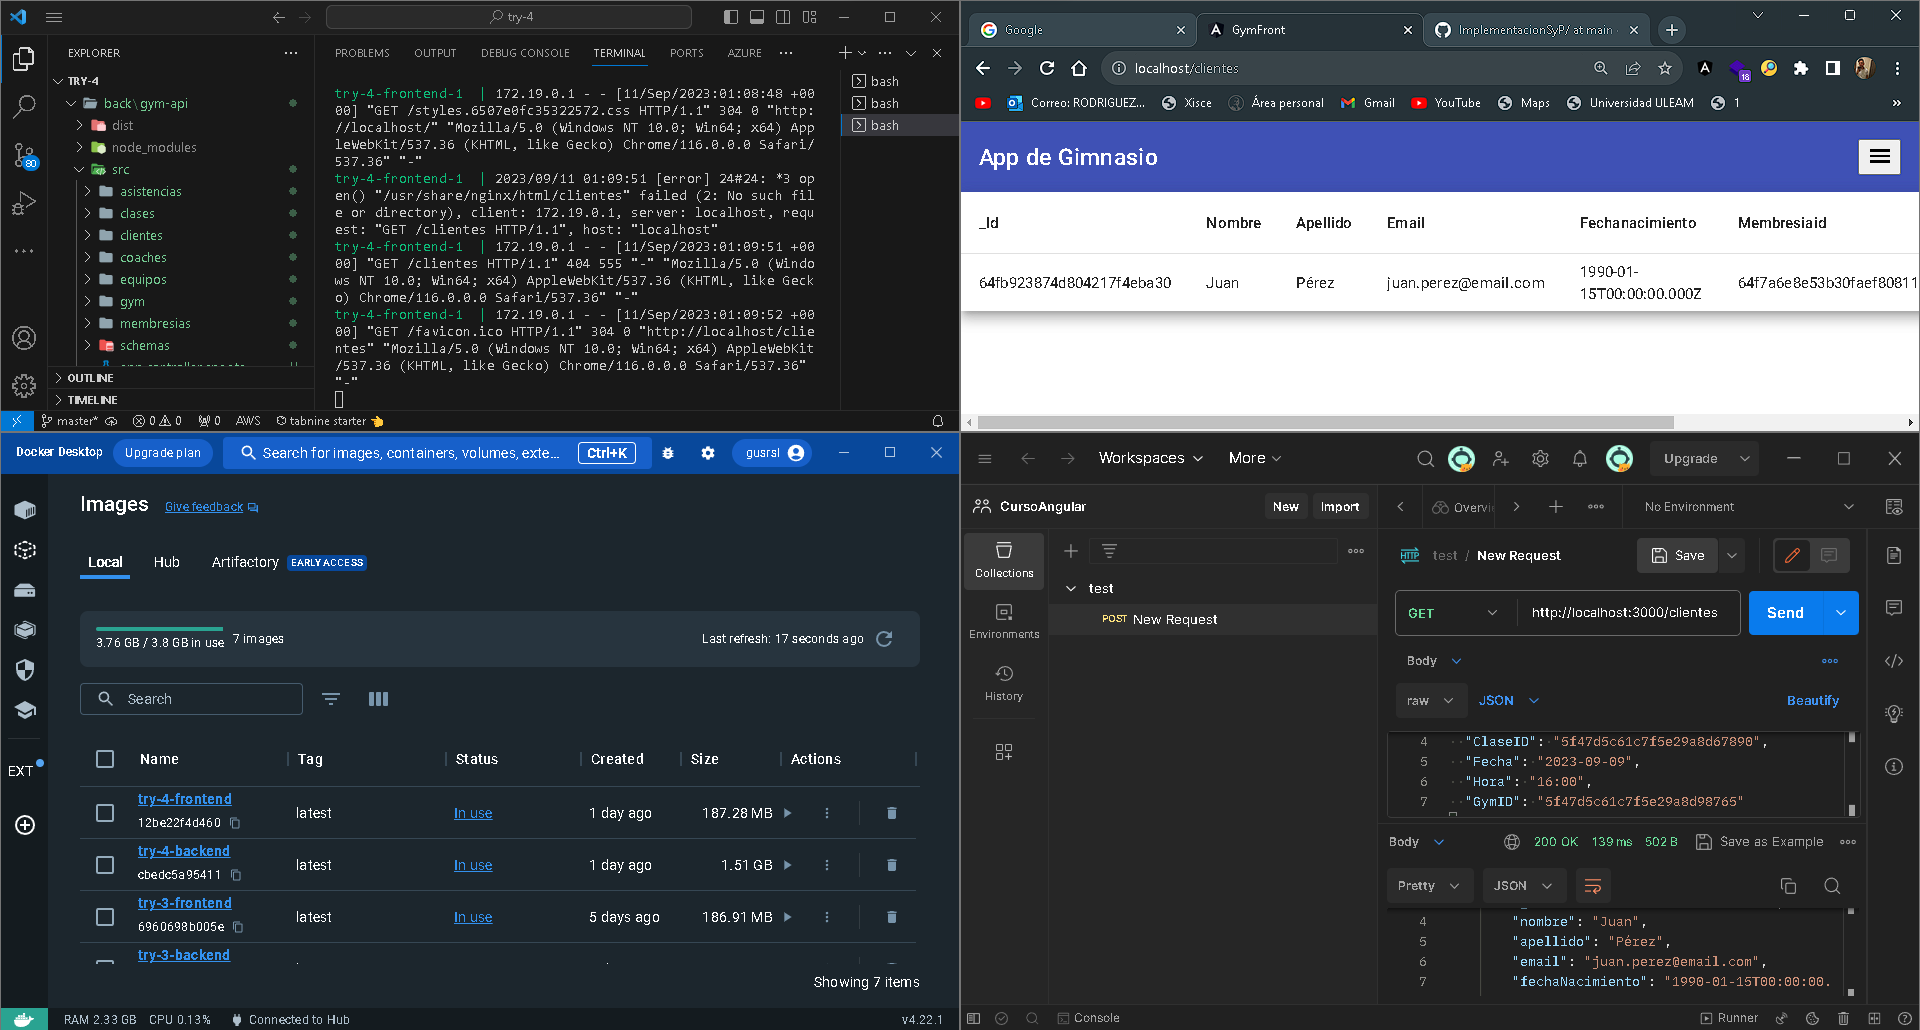 try-4
EXPLORER
PROBLEMS OUTPUT DEBUG CONSOLE TERMINAL PORTS AZURE
TRY-4
back\gym-api
dist
node_modules
src
asistencias
clases
clientes
coaches
equipos
gym
membresias
schemas
OUTLINE
TIMELINE
try-4-frontend-1 | 172.19.0.1 - - [11/Sep/2023:01:08:48 +00
00] "GET /styles.6507e0fc35322572.css HTTP/1.1" 304 0 "http:
//localhost/" "Mozilla/5.0 (Windows NT 10.0; Win64; x64) App
leWebKit/537.36 (KHTML, like Gecko) Chrome/116.0.0.0 Safari/
537.36" "-"
try-4-frontend-1 | 2023/09/11 01:09:51 [error] 24#24: *3 op
en() "/usr/share/nginx/html/clientes" failed (2: No such fil
e or directory), client: 172.19.0.1, server: localhost, requ
est: "GET /clientes HTTP/1.1", host: "localhost"
try-4-frontend-1 | 172.19.0.1 - - [11/Sep/2023:01:09:51 +00
00] "GET /clientes HTTP/1.1" 404 555 "-" "Mozilla/5.0 (Windo
ws NT 10.0; Win64; x64) AppleWebKit/537.36 (KHTML, like Geck
o) Chrome/116.0.0.0 Safari/537.36" "-"
try-4-frontend-1 | 172.19.0.1 - - [11/Sep/2023:01:09:52 +00
00] "GET /favicon.ico HTTP/1.1" 304 0 "http://localhost/clie
ntes" "Mozilla/5.0 (Windows NT 10.0; Win64; x64) AppleWebKit
/537.36 (KHTML, like Gecko) Chrome/116.0.0.0 Safari/537.36"
"-"
bash
bash
bash
80
master* 0 0 0 AWS tabnine starter
Google
GymFront
ImplementacionSyP/ at main
localhost/clientes
18
Correo: RODRIGUEZ... Xisce Área personal Gmail YouTube Maps Universidad ULEAM 1 »
App de Gimnasio
_Id Nombre Apellido Email Fechanacimiento Membresiaid
64fb923874d804217f4eba30 Juan Pérez juan.perez@email.com 1990-01-
15T00:00:00.000Z 64f7a6e8e53b30faef80811
Docker Desktop Upgrade plan Search for images, containers, volumes, exte... Ctrl+K gusrsl
Images Give feedback
Local Hub Artifactory EARLY ACCESS
3.76 GB / 3.8 GB in use 7 images Last refresh: 17 seconds ago
Search
Name Tag Status Created Size Actions
try-4-frontend
12be22f4d460 latest In use 1 day ago 187.28 MB
try-4-backend
cbedc5a95411 latest In use 1 day ago 1.51 GB
try-3-frontend
6960698b005e latest In use 5 days ago 186.91 MB
try-3-backend
Showing 7 items
EXT
RAM 2.33 GB CPU 0.13% Connected to Hub v4.22.1
Workspaces More Upgrade
CursoAngular New Import Overvi No Environment
Collections
Environments
History
test
POST New Request
HTTP test / New Request Save
GET http://localhost:3000/clientes Send
Body
raw JSON Beautify
4 "ClaseID": "5f47d5c61c7f5e29a8d67890",
5 "Fecha": "2023-09-09",
6 "Hora": "16:00",
7 "GymID": "5f47d5c61c7f5e29a8d98765"
Body 200 OK 139 ms 502 B Save as Example
Pretty JSON
4 "nombre": "Juan",
5 "apellido": "Pérez",
6 "email": "juan.perez@email.com",
7 "fechaNacimiento": "1990-01-15T00:00:00.
Console Runner